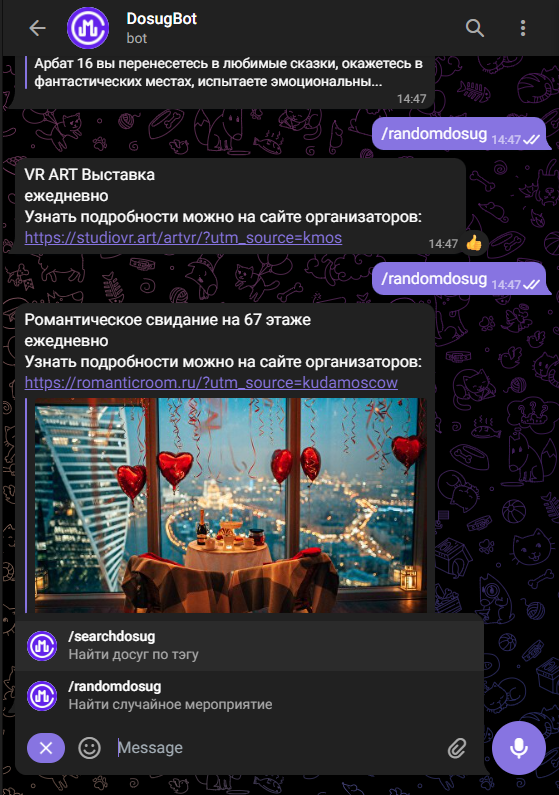 DosugBot
bot
Арбат 16 вы перенесетесь в любимые сказки, окажетесь в
фантастических местах, испытаете эмоциональны...
14:47
/randomdosug 14:47
VR ART Выставка
ежедневно
Узнать подробности можно на сайте организаторов:
https://studiovr.art/artvr/?utm_source=kmos
14:47
/randomdosug 14:47
Романтическое свидание на 67 этаже
ежедневно
Узнать подробности можно на сайте организаторов:
https://romanticroom.ru/?utm_source=kudamoscow
/searchdosug
Найти досуг по тэгу
/randomdosug
Найти случайное мероприятие
Message